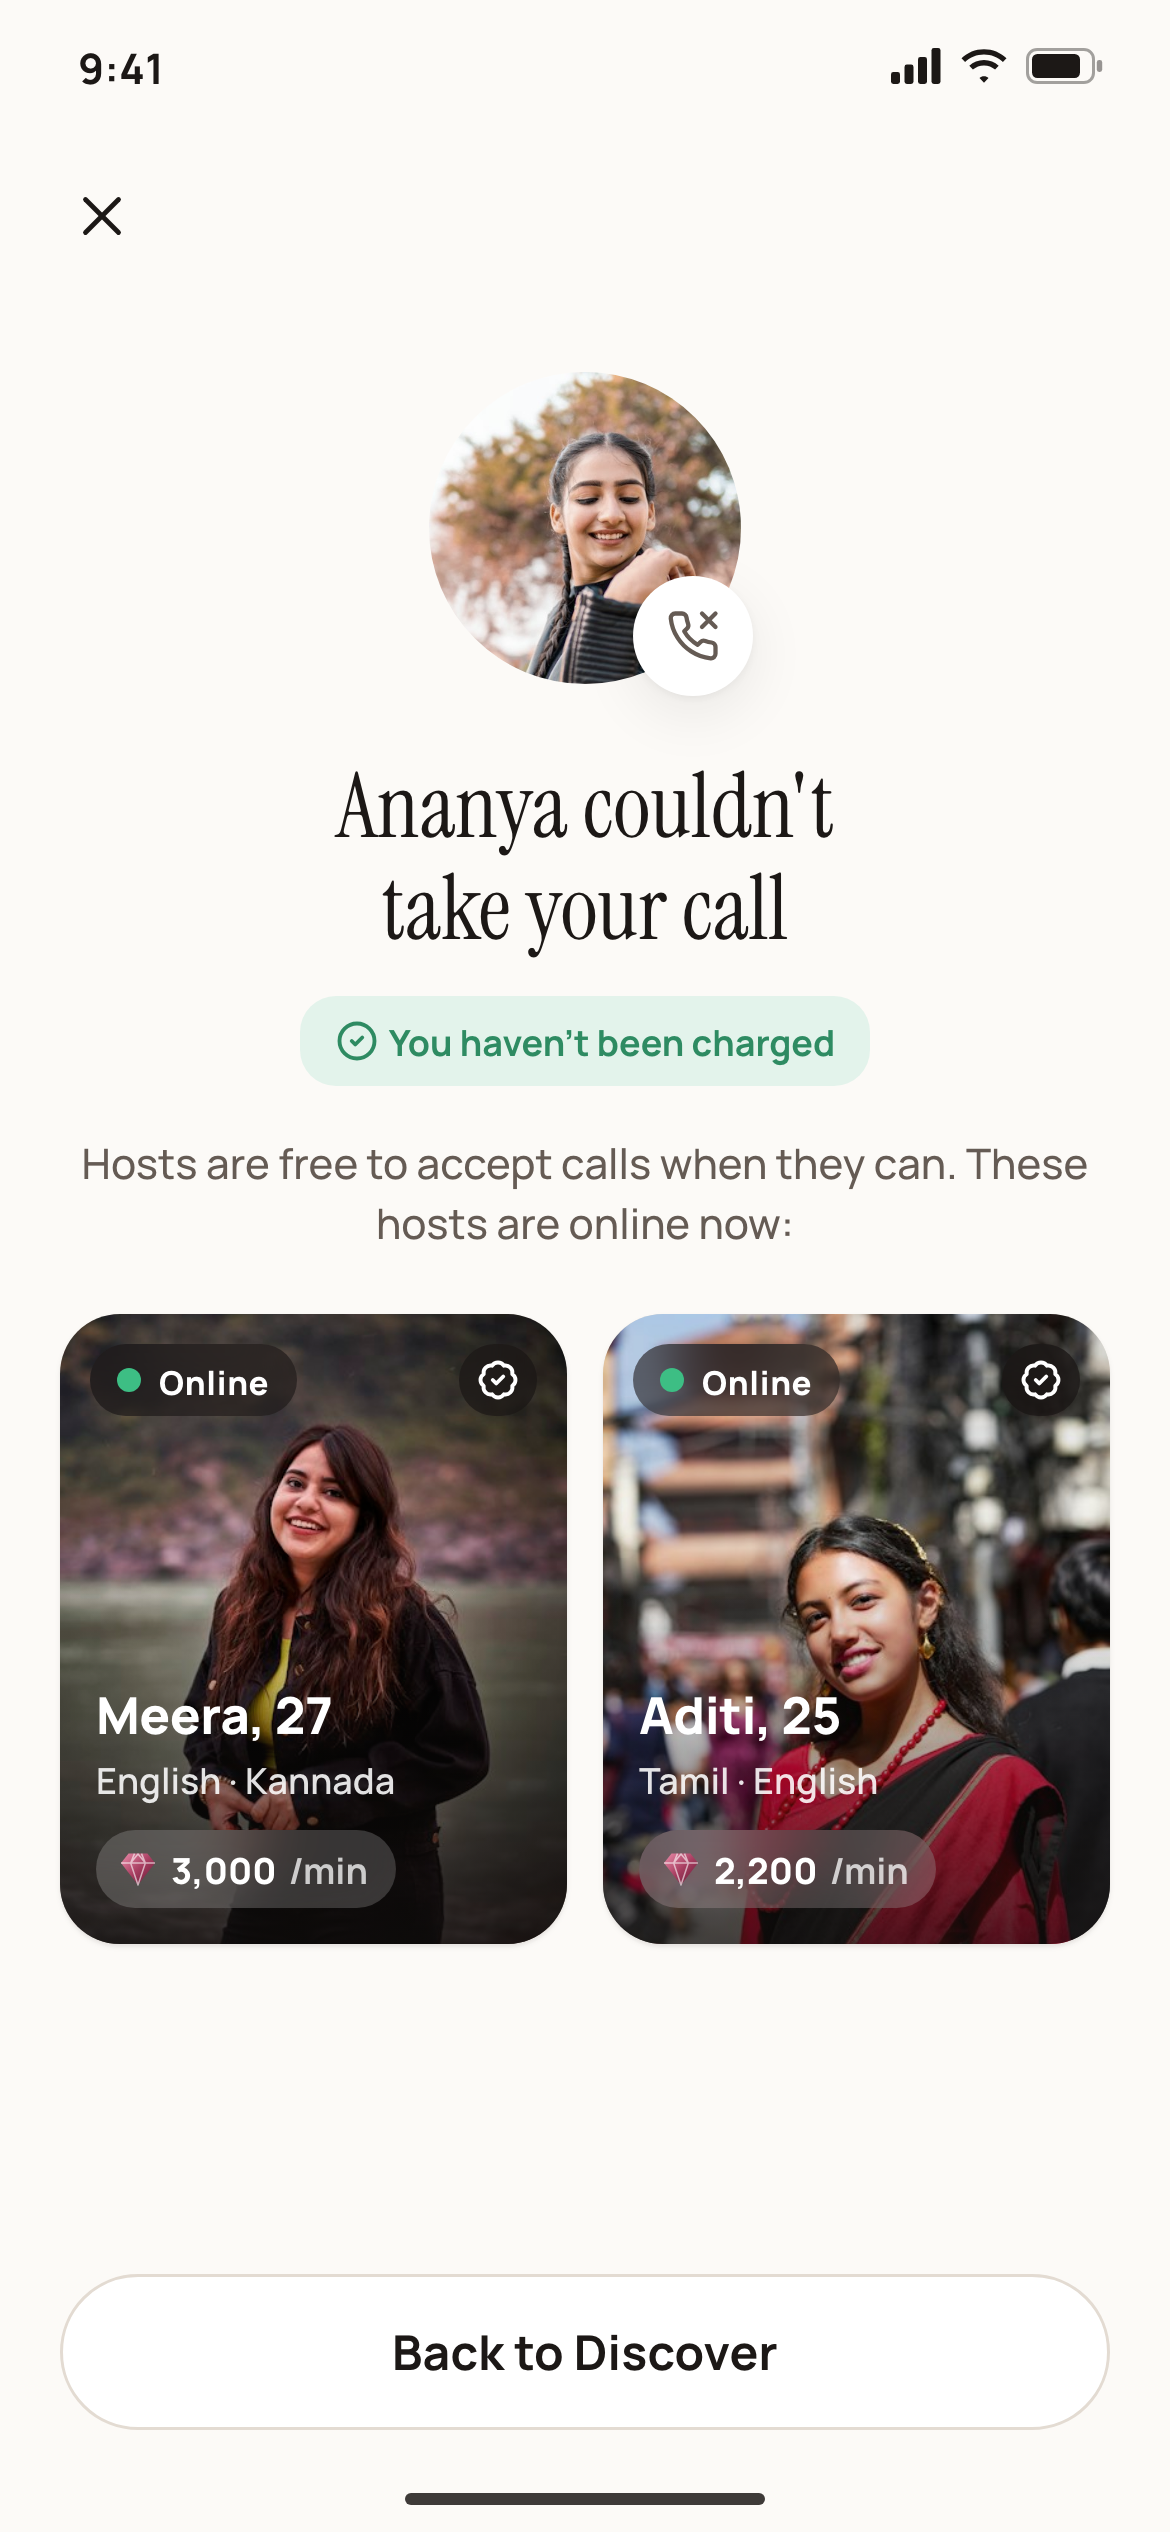 9:41
Ananya couldn't
take your call
You haven’t been charged
Hosts are free to accept calls when they can. These
hosts are online now:
Online
Meera, 27
English · Kannada
3,000 /min
Online
Aditi, 25
Tamil · English
2,200 /min
Back to Discover